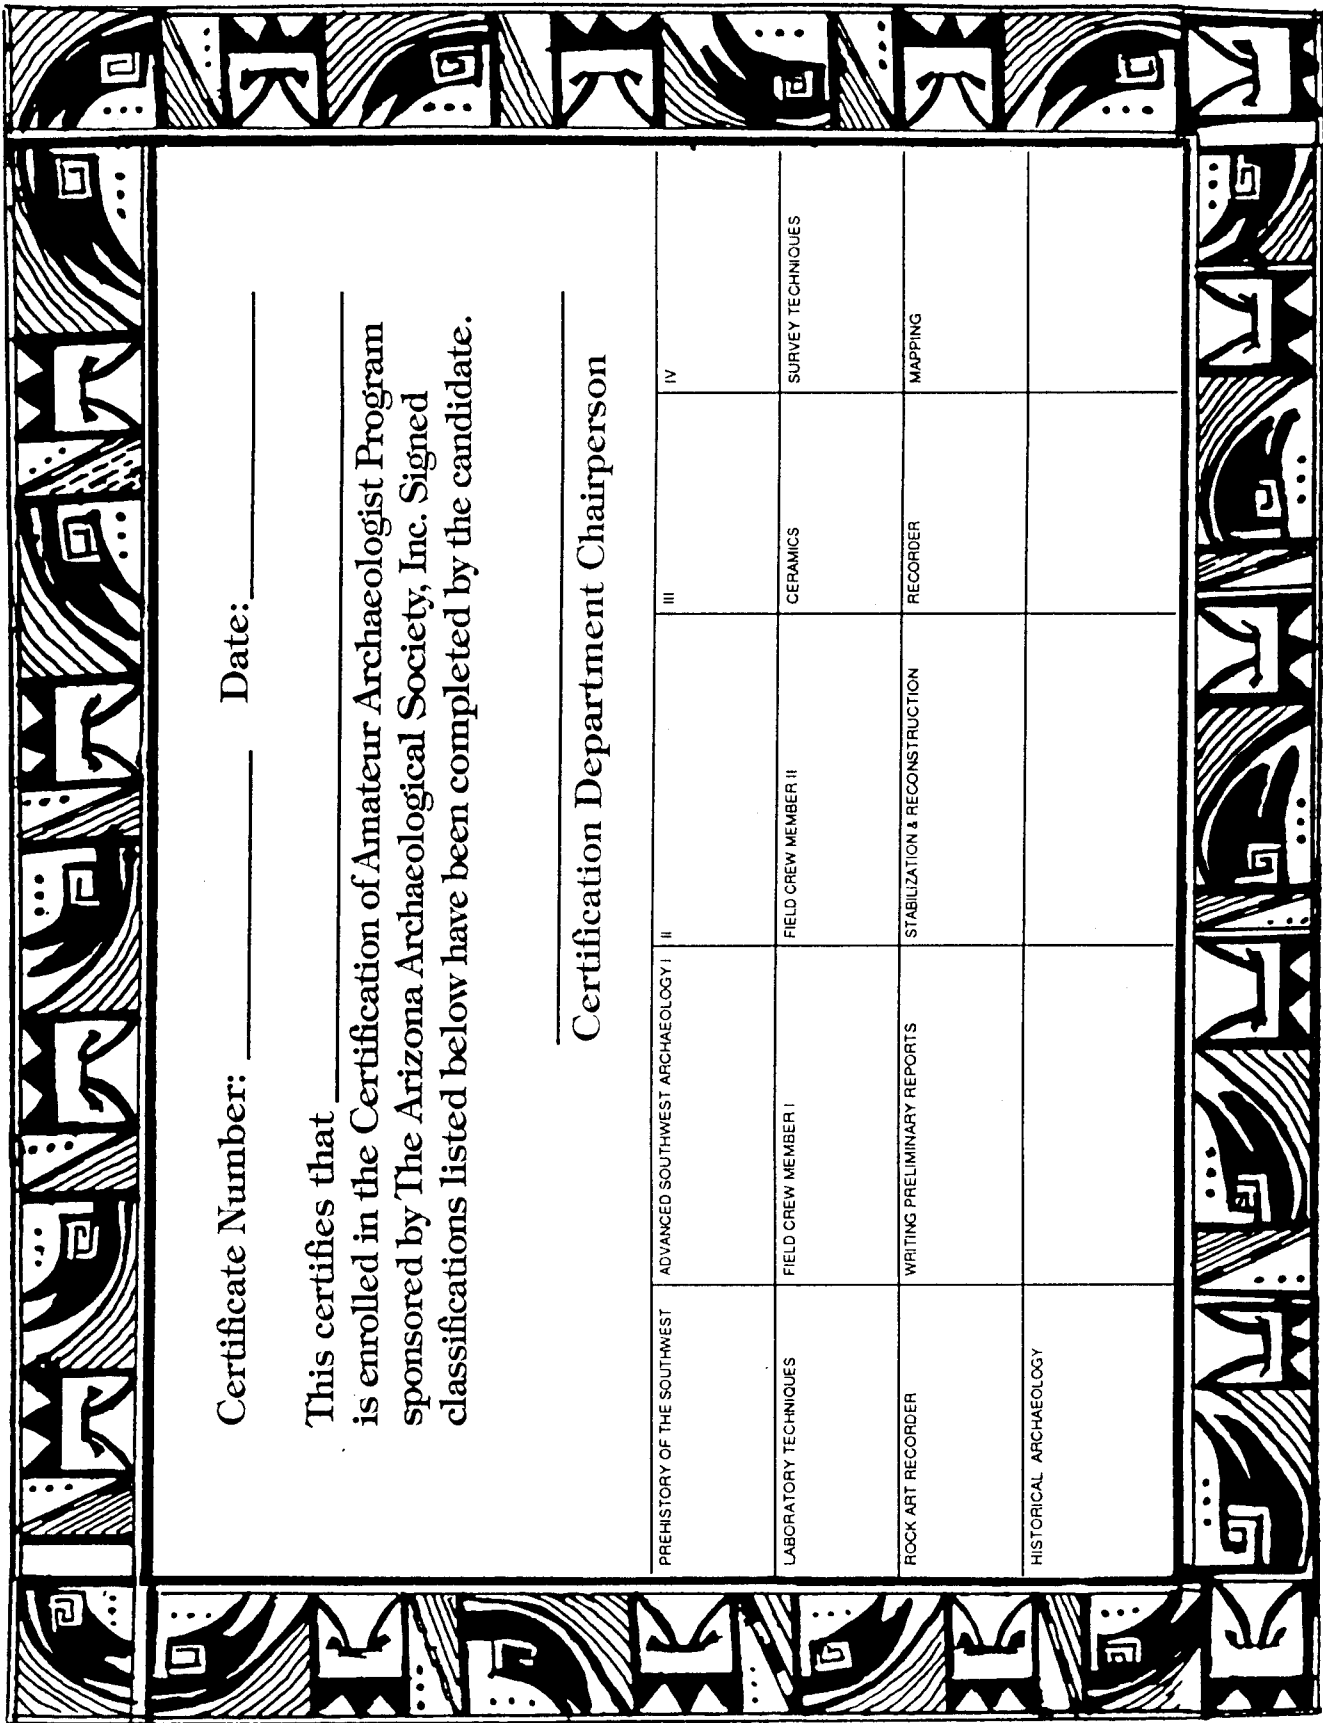 Certificate Number: Date:
This certifies that
is enrolled in the Certification of Amateur Archaeologist Program
sponsored by The Arizona Archaeological Society, Inc. Signed
classifications listed below have been completed by the candidate.
Certification Department Chairperson
PREHISTORY OF THE SOUTHWEST ADVANCED SOUTHWEST ARCHAEOLOGY I II III IV
LABORATORY TECHNIQUES FIELD CREW MEMBER I FIELD CREW MEMBER II CERAMICS SURVEY TECHNIQUES
ROCK ART RECORDER WRITING PRELIMINARY REPORTS STABILIZATION & RECONSTRUCTION RECORDER MAPPING
HISTORICAL ARCHAEOLOGY